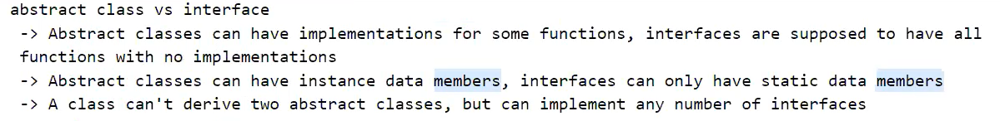 abstract class vs interface
-> Abstract classes can have implementations for some functions, interfaces are supposed to have all
functions with no implementations
-> Abstract classes can have instance data members, interfaces can only have static data members
-> A class can't derive two abstract classes, but can implement any number of interfaces